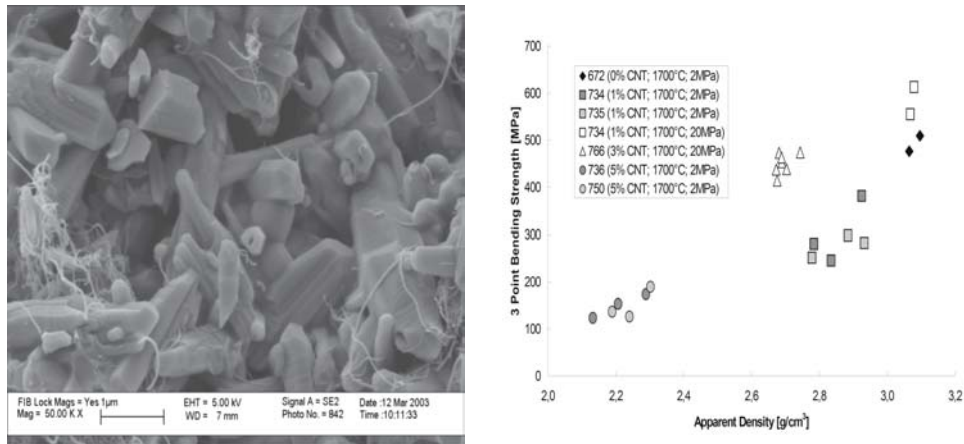 FIB Lock Mags = Yes 1µm
Mag = 50.00 K X
EHT = 5.00 kV
WD = 7 mm
Signal A = SE2
Photo No. = 842
Date :12 Mar 2003
Time :10:11:33
3 Point Bending Strength [MPa]
700
600
500
400
300
200
100
0
672 (0% CNT; 1700°C; 2MPa)
734 (1% CNT; 1700°C; 2MPa)
735 (1% CNT; 1700°C; 2MPa)
734 (1% CNT; 1700°C; 20MPa)
766 (3% CNT; 1700°C; 20MPa)
736 (5% CNT; 1700°C; 2MPa)
750 (5% CNT; 1700°C; 2MPa)
2,0 2,2 2,4 2,6 2,8 3,0 3,2
Apparent Density [g/cm³]